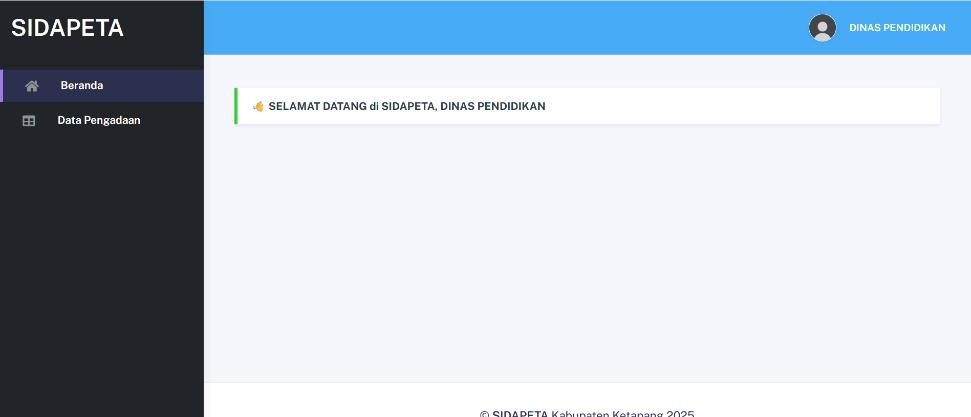 SIDAPETA
DINAS PENDIDIKAN
Beranda
Data Pengadaan
👋 SELAMAT DATANG di SIDAPETA, DINAS PENDIDIKAN
© SIDAPETA Kabupaten Ketapang 2025